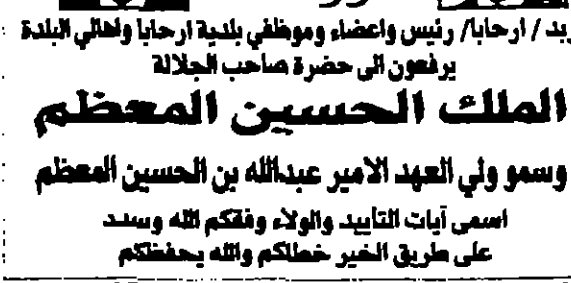 ربد / ارحابا/ رئيس واعضاء وموظفي بلدية ارحابا واهالي البلدة
يرفعون الى حضرة صاحب الجلالة
الملك الحسين المعظم
وسمو ولي العهد الامير عبدالله بن الحسين المعظم
اسمى آيات التأييد والولاء وفقكم الله وسدد
على طريق الخير خطاكم والله يحفظكم